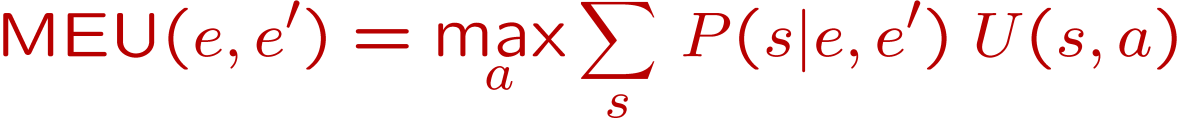 MEU(e, e′) = max_a ∑_s P(s|e, e′) U(s, a)